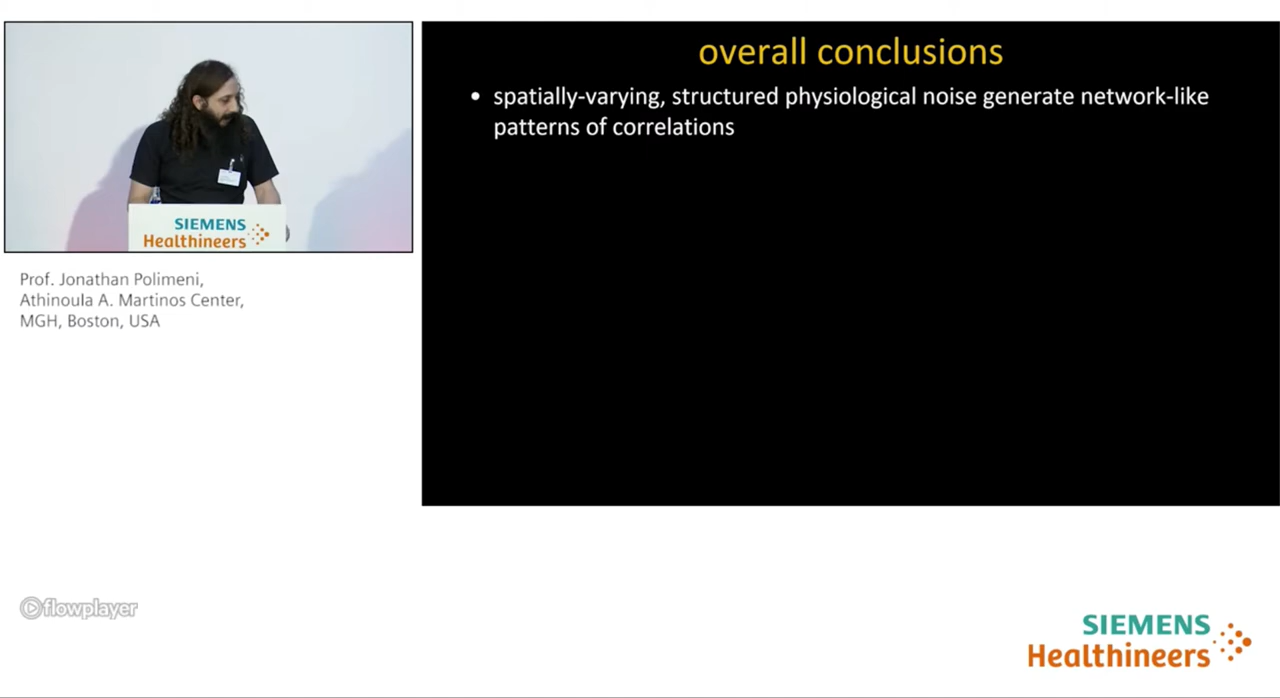 overall conclusions
• spatially-varying, structured physiological noise generate network-like
patterns of correlations
SIEMENS
Healthineers
Prof. Jonathan Polimeni,
Athinoula A. Martinos Center,
MGH, Boston, USA
flowplayer
SIEMENS
Healthineers